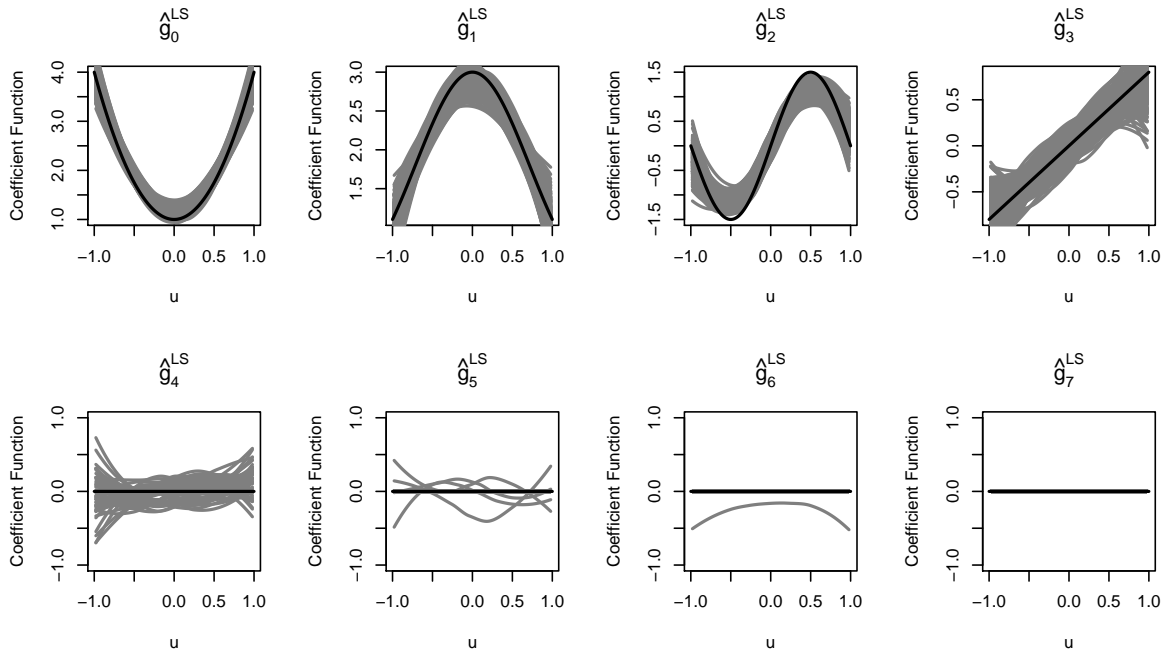 ĝ₀ᴸˢ ĝ₁ᴸˢ ĝ₂ᴸˢ ĝ₃ᴸˢ
Coefficient Function
1.0 2.0 3.0 4.0
−1.0 0.0 0.5 1.0
u
Coefficient Function
1.5 2.0 2.5 3.0
−1.0 0.0 0.5 1.0
u
Coefficient Function
−1.5 −0.5 0.5 1.5
−1.0 0.0 0.5 1.0
u
Coefficient Function
−0.5 0.0 0.5
−1.0 0.0 0.5 1.0
u
ĝ₄ᴸˢ ĝ₅ᴸˢ ĝ₆ᴸˢ ĝ₇ᴸˢ
Coefficient Function
−1.0 0.0 1.0
−1.0 0.0 0.5 1.0
u
Coefficient Function
−1.0 0.0 1.0
−1.0 0.0 0.5 1.0
u
Coefficient Function
−1.0 0.0 1.0
−1.0 0.0 0.5 1.0
u
Coefficient Function
−1.0 0.0 1.0
−1.0 0.0 0.5 1.0
u